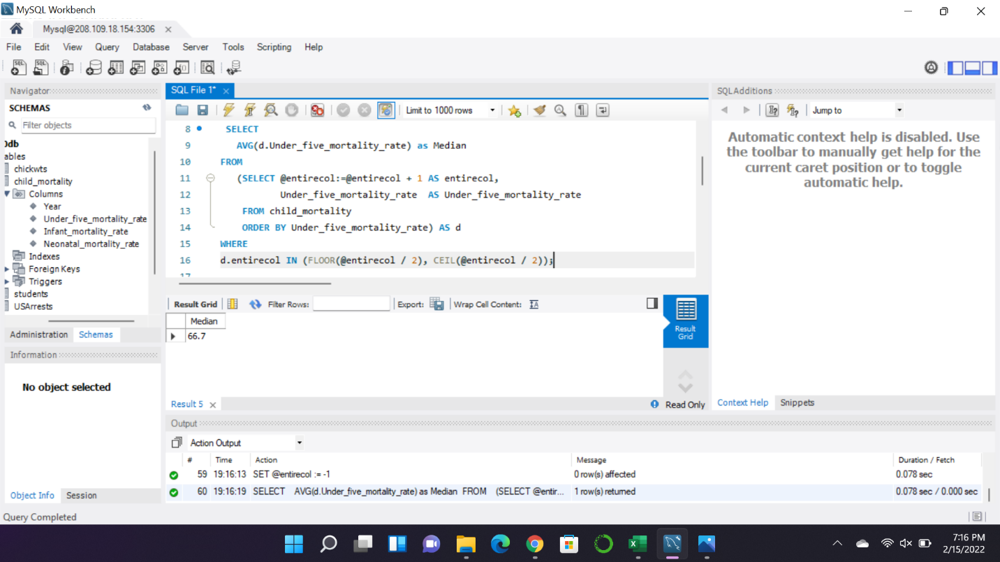 MySQL Workbench
Mysql@208.109.18.154:3306
File Edit View Query Database Server Tools Scripting Help
Navigator
SCHEMAS
Filter objects
Odb
ables
chickwts
child_mortality
Columns
Year
Under_five_mortality_rate
Infant_mortality_rate
Neonatal_mortality_rate
Indexes
Foreign Keys
Triggers
students
USArrests
Administration Schemas
Information
No object selected
Object Info Session
SQL File 1*
Limit to 1000 rows
8 SELECT
9 AVG(d.Under_five_mortality_rate) as Median
10 FROM
11 (SELECT @entirecol:=@entirecol + 1 AS entirecol,
12 Under_five_mortality_rate AS Under_five_mortality_rate
13 FROM child_mortality
14 ORDER BY Under_five_mortality_rate) AS d
15 WHERE
16 d.entirecol IN (FLOOR(@entirecol / 2), CEIL(@entirecol / 2));
17
Result Grid Filter Rows: Export: Wrap Cell Content:
Median
66.7
Result Grid
Result 5
Read Only
SQLAdditions
Jump to
Automatic context help is disabled. Use
the toolbar to manually get help for the
current caret position or to toggle
automatic help.
Context Help Snippets
Output
Action Output
# Time Action Message Duration / Fetch
59 19:16:13 SET @entirecol := -1 0 row(s) affected 0.078 sec
60 19:16:19 SELECT AVG(d.Under_five_mortality_rate) as Median FROM (SELECT @entir... 1 row(s) returned 0.078 sec / 0.000 sec
Query Completed
7:16 PM
2/15/2022